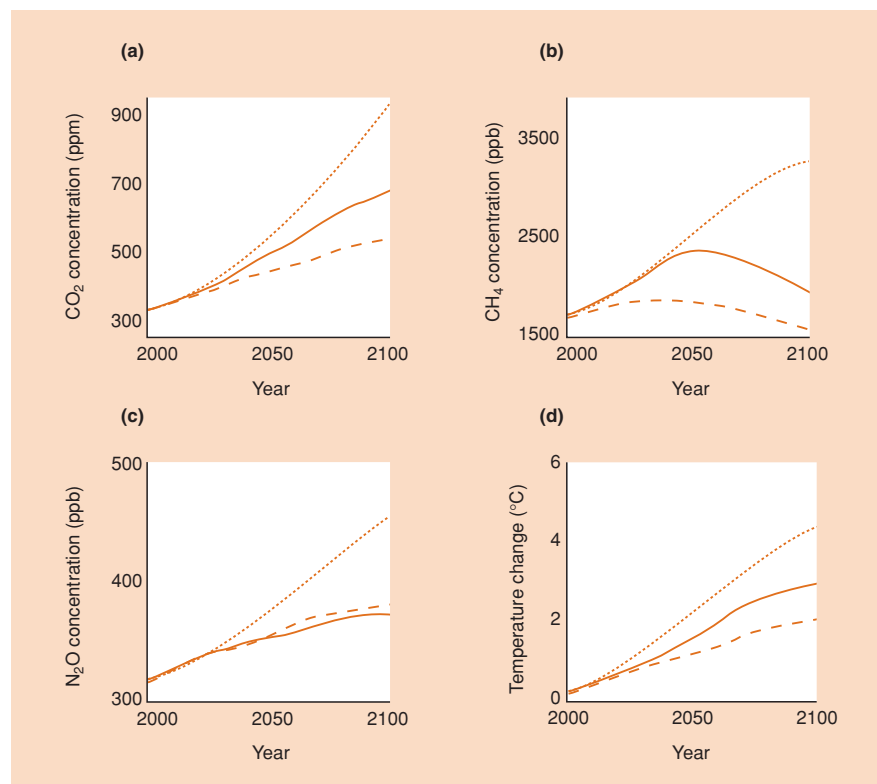 (a)
CO₂ concentration (ppm)
900
700
500
300
2000 2050 2100
Year
(b)
CH₄ concentration (ppb)
3500
2500
1500
2000 2050 2100
Year
(c)
N₂O concentration (ppb)
500
400
300
2000 2050 2100
Year
(d)
Temperature change (°C)
6
4
2
0
2000 2050 2100
Year